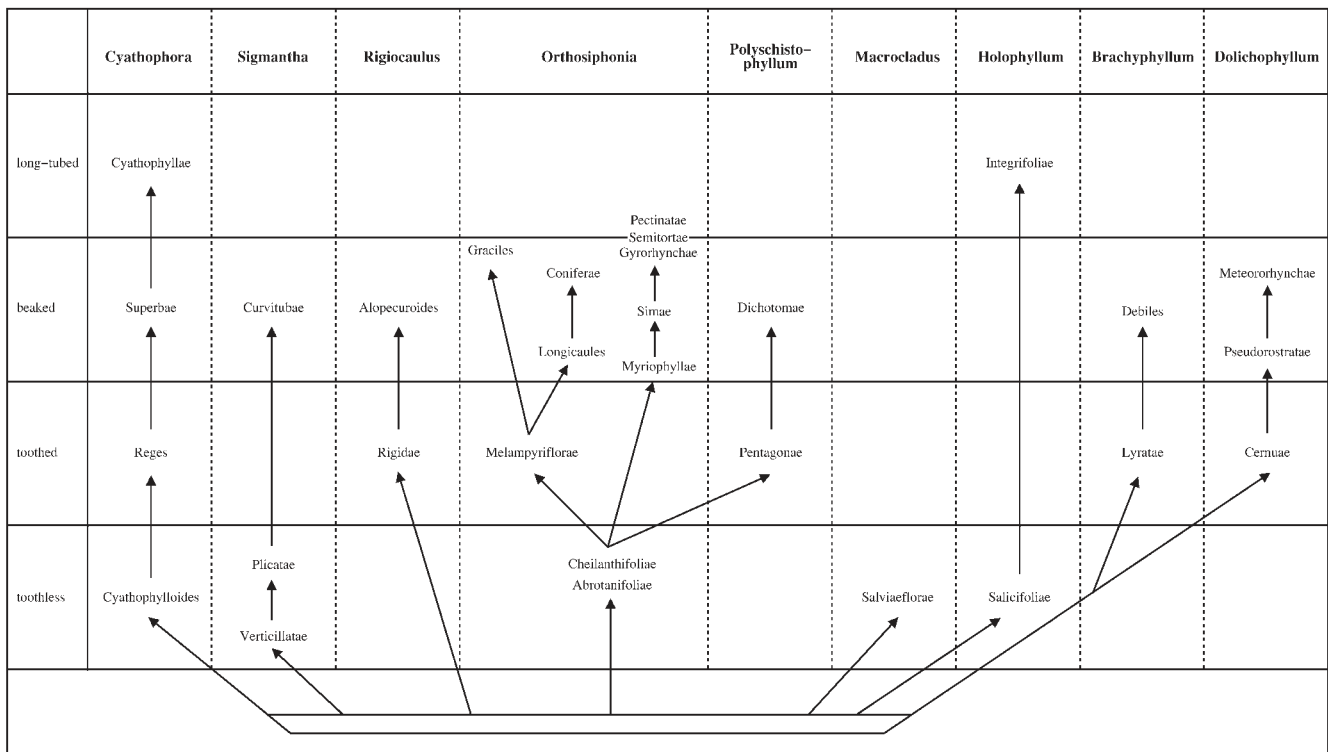 Cyathophora Sigmantha Rigiocaulus Orthosiphonia Polyschisto-
phyllum Macrocladus Holophyllum Brachyphyllum Dolichophyllum
long-tubed Cyathophyllae Integrifoliae
Pectinatae
Semitortae
Graciles Gyrorhynchae
Coniferae Meteororhynchae
beaked Superbae Curvitubae Alopecuroides Simae Dichotomae Debiles
Longicaules Pseudorostratae
Myriophyllae
toothed Reges Rigidae Melampyriflorae Pentagonae Lyratae Cernuae
Plicatae Cheilanthifoliae
Abrotanifoliae
toothless Cyathophylloides Salviaeflorae Salicifoliae
Verticillatae